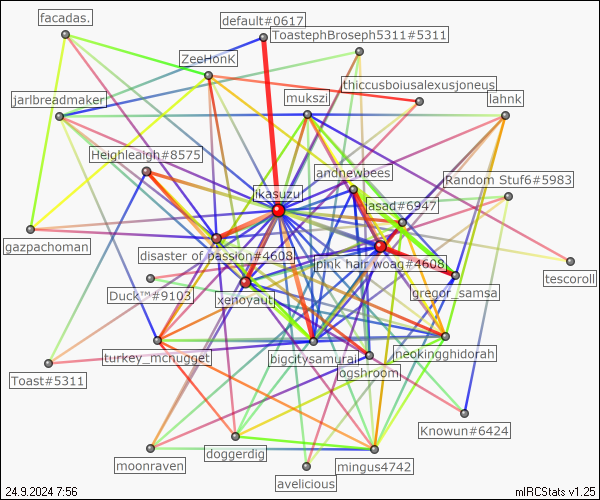 facadas.
default#0617
ToastephBroseph5311#5311
ZeeHonK
thiccusboiusalexusjoneus
jarlbreadmaker
mukszi
lahnk
Heighleaigh#8575
andnewbees
Random Stuf6#5983
ikasuzu
lasad#6947
gazpachoman
disaster of passion#4608
pink hair woag#4608
tescoroll
Duck™#9103
xenoyaut
gregor_samsa
turkey_mcnugget
bigcitysamurai
neokingghidorah
Toast#5311
ogshroom
Knowun#6424
doggerdig
moonraven
mingus4742
avelicious
24.9.2024 7:56
mIRCStats v1.25